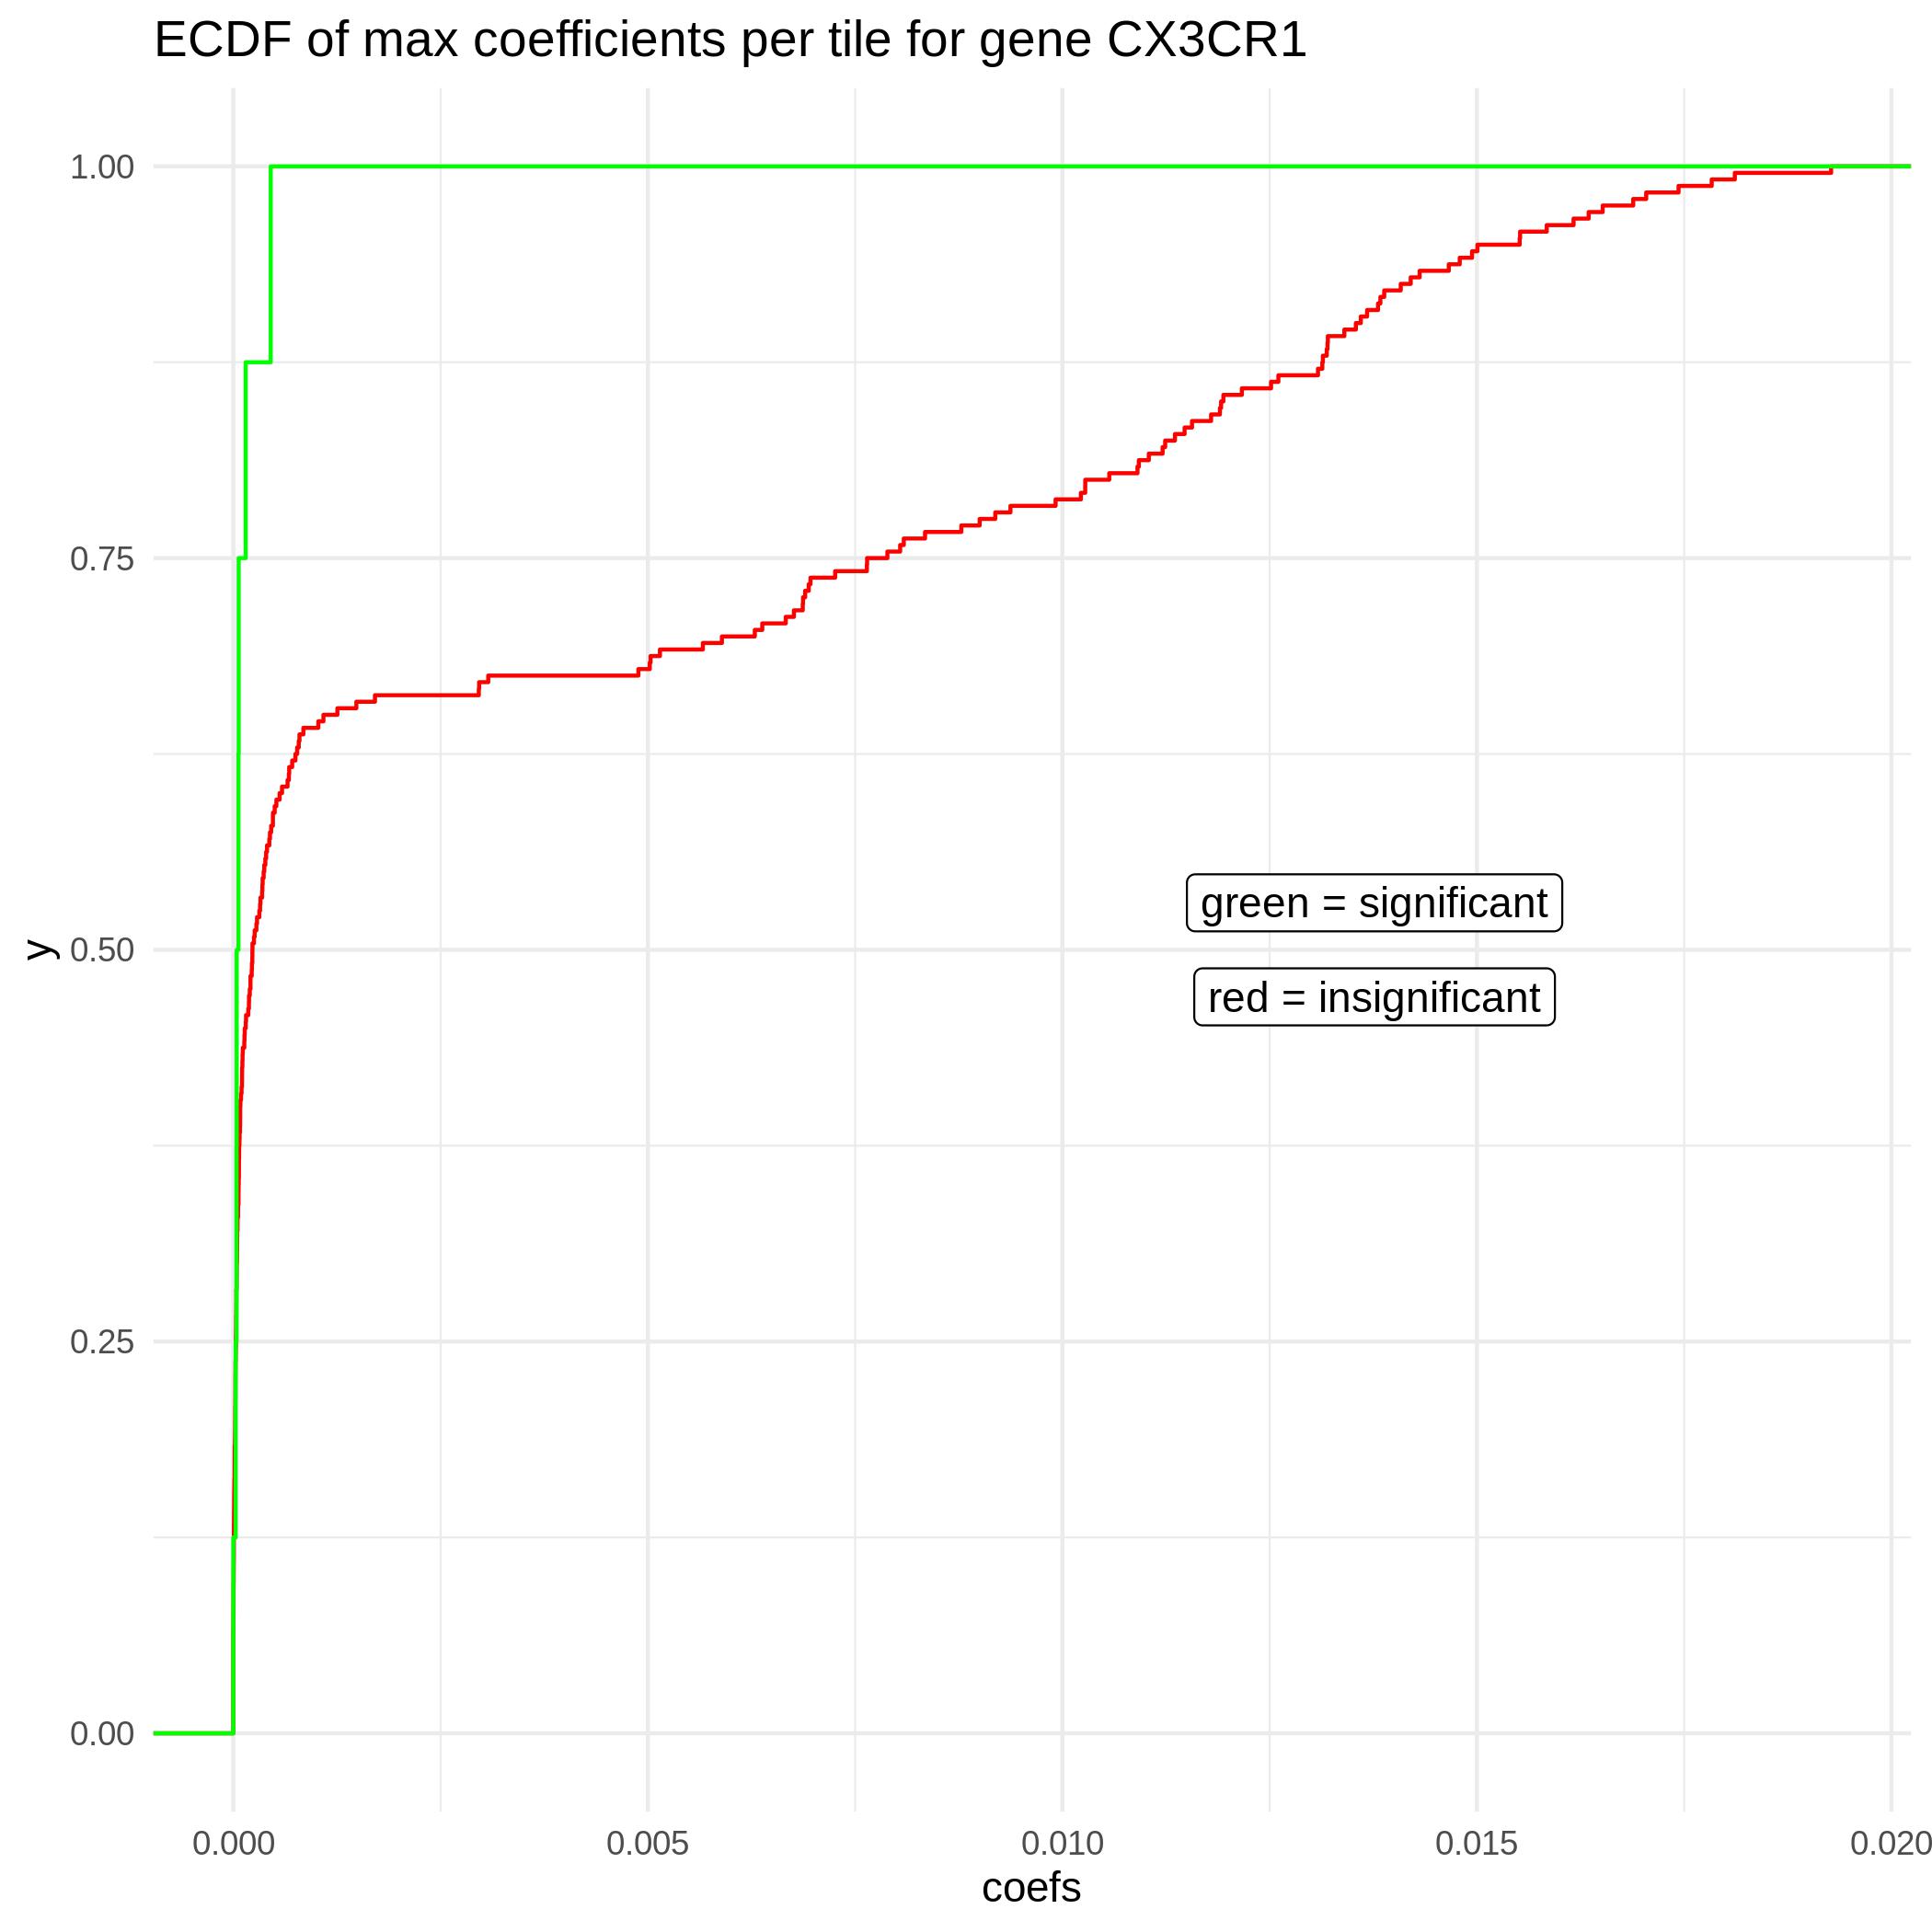 ECDF of max coefficients per tile for gene CX3CR1
1.00
0.75
0.50
0.25
0.00
y
green = significant
red = insignificant
0.000 0.005 0.010 0.015 0.020
coefs